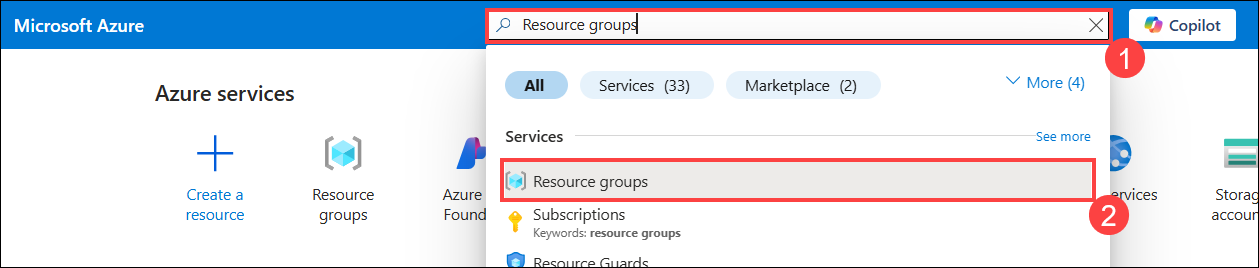 Microsoft Azure
Resource groups
Copilot
1
All
Services (33)
Marketplace (2)
More (4)
Azure services
Services
See more
Create a
resource
Resource
groups
Azure
Found
Resource groups
2
Subscriptions
Keywords: resource groups
Resource Guards
ervices
Storag
accoun